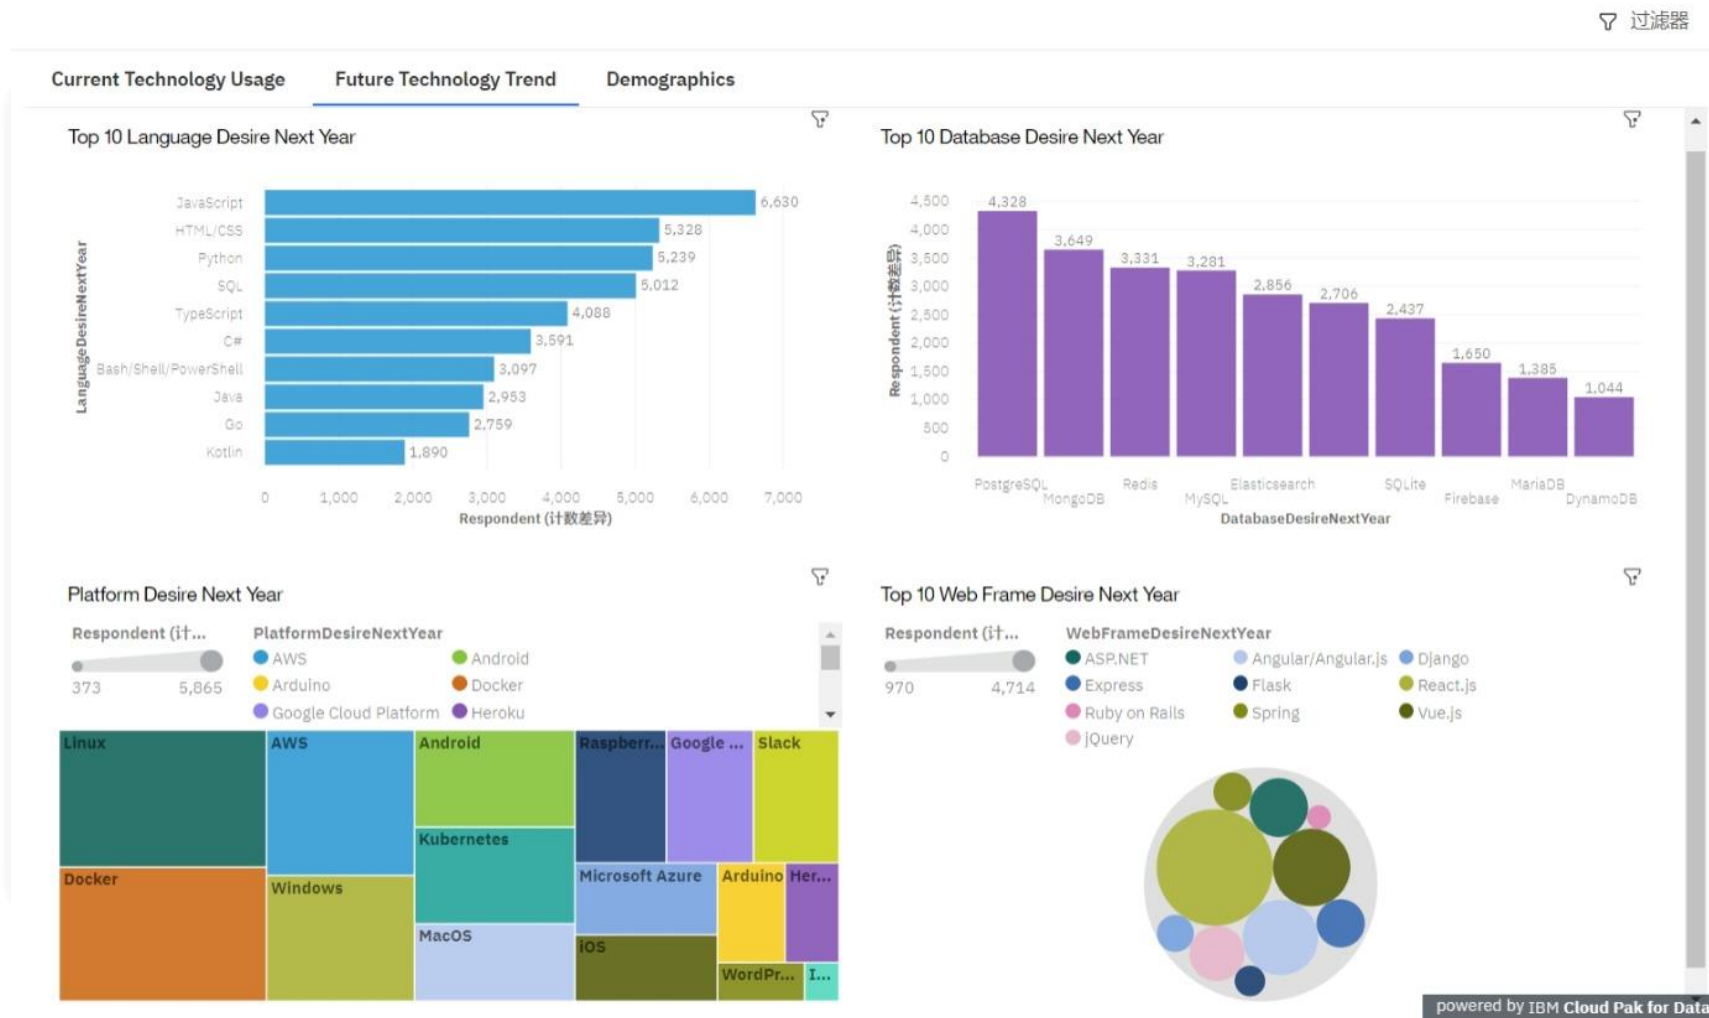 过滤器
Current Technology Usage
Future Technology Trend
Demographics
Top 10 Language Desire Next Year
LanguageDesireNextYear
JavaScript
6,630
HTML/CSS
5,328
Python
5,239
SQL
5,012
TypeScript
4,088
C#
3,591
Bash/Shell/PowerShell
3,097
Java
2,953
Go
2,759
Kotlin
1,890
0
1,000
2,000
3,000
4,000
5,000
6,000
7,000
Respondent (计数差异)
Top 10 Database Desire Next Year
Respondent (计数差异)
4,500
4,000
3,500
3,000
2,500
2,000
1,500
1,000
500
0
4,328
3,649
3,331
3,281
2,856
2,706
2,437
1,650
1,385
1,044
PostgreSQL
MongoDB
Redis
MySQL
Elasticsearch
SQLite
Firebase
MariaDB
DynamoDB
DatabaseDesireNextYear
Platform Desire Next Year
Respondent (计...
373
5,865
PlatformDesireNextYear
AWS
Android
Arduino
Docker
Google Cloud Platform
Heroku
Linux
AWS
Android
Raspberr...
Google ...
Slack
Kubernetes
Docker
Windows
MacOS
Microsoft Azure
Arduino
Her...
iOS
WordPr...
I...
Top 10 Web Frame Desire Next Year
Respondent (计...
970
4,714
WebFrameDesireNextYear
ASP.NET
Angular/Angular.js
Django
Express
Flask
React.js
Ruby on Rails
Spring
Vue.js
jQuery
powered by IBM Cloud Pak for Data